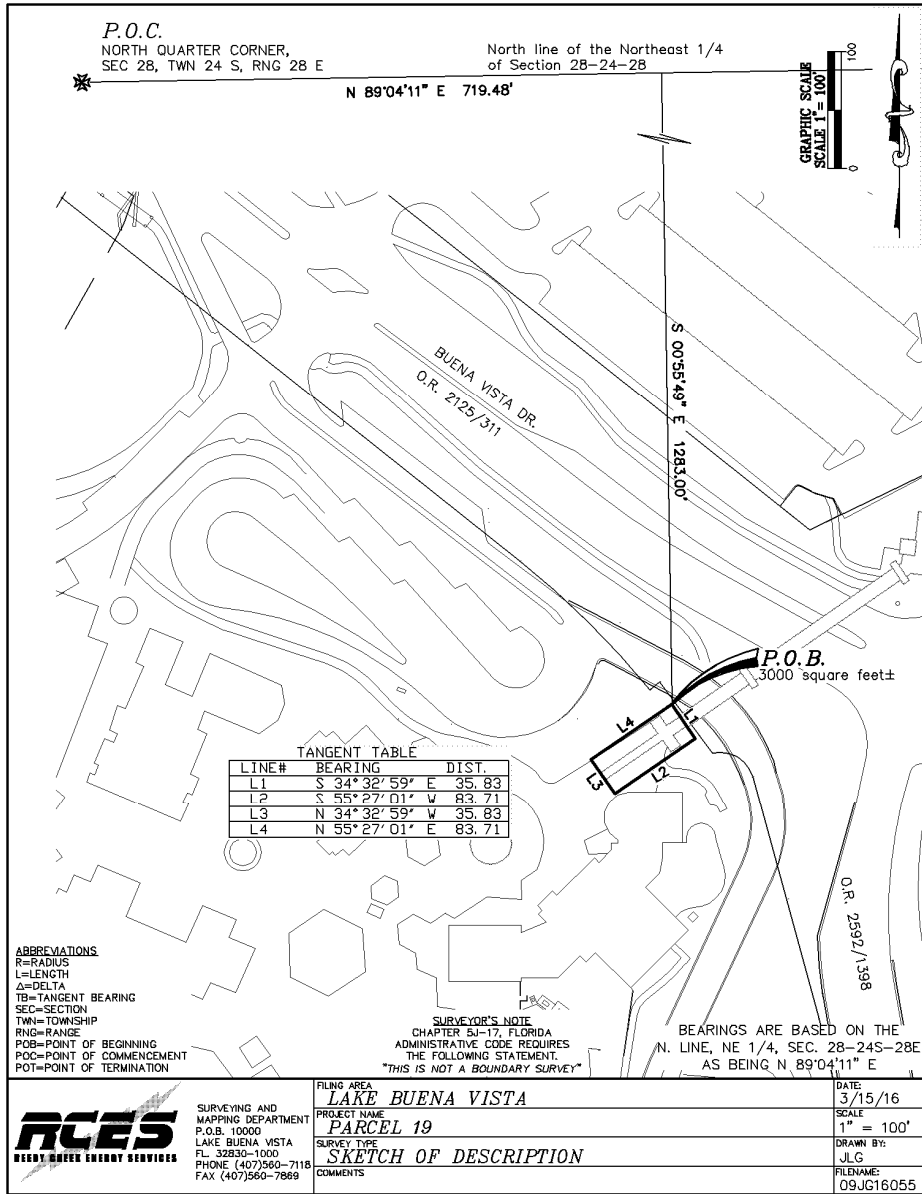 P.O.C.
NORTH QUARTER CORNER,
SEC 28, TWN 24 S, RNG 28 E
North line of the Northeast 1/4
of Section 28-24-28
N 89°04'11" E 719.48'
GRAPHIC SCALE
SCALE 1"= 100'
0
100
S 00°55'49" E 1283.00'
BUENA VISTA DR.
O.R. 2125/311
P.O.B.
3000 square feet±
L1
L2
L3
L4
TANGENT TABLE
LINE# BEARING DIST.
L1 S 34°32'59" E 35.83
L2 S 55°27'01" W 83.71
L3 N 34°32'59" W 35.83
L4 N 55°27'01" E 83.71
O.R. 2592/1398
ABBREVIATIONS
R=RADIUS
L=LENGTH
Δ=DELTA
TB=TANGENT BEARING
SEC=SECTION
TWN=TOWNSHIP
RNG=RANGE
POB=POINT OF BEGINNING
POC=POINT OF COMMENCEMENT
POT=POINT OF TERMINATION
SURVEYOR'S NOTE
CHAPTER 5J-17, FLORIDA
ADMINISTRATIVE CODE REQUIRES
THE FOLLOWING STATEMENT.
"THIS IS NOT A BOUNDARY SURVEY"
BEARINGS ARE BASED ON THE
N. LINE, NE 1/4, SEC. 28-24S-28E
AS BEING N 89°04'11" E
RCES
REEDY CREEK ENERGY SERVICES
SURVEYING AND
MAPPING DEPARTMENT
P.O.B. 10000
LAKE BUENA VISTA
FL. 32830-1000
PHONE (407)560-7118
FAX (407)560-7869
FILING AREA
LAKE BUENA VISTA
PROJECT NAME
PARCEL 19
SURVEY TYPE
SKETCH OF DESCRIPTION
COMMENTS
DATE:
3/15/16
SCALE
1" = 100'
DRAWN BY:
JLG
FILENAME:
09JG16055